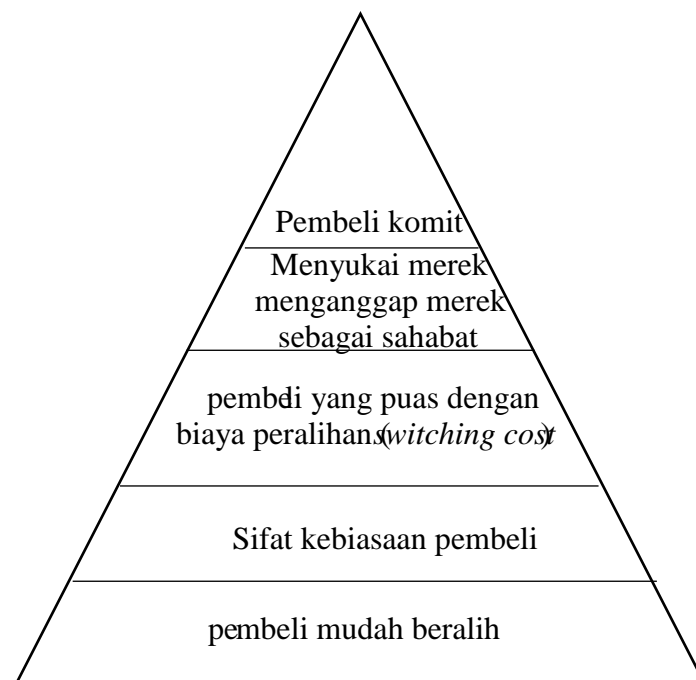 Pembeli komit
Menyukai merek
menganggap merek
sebagai sahabat
pembeli yang puas dengan
biaya peralihan (switching cost)
Sifat kebiasaan pembeli
pembeli mudah beralih